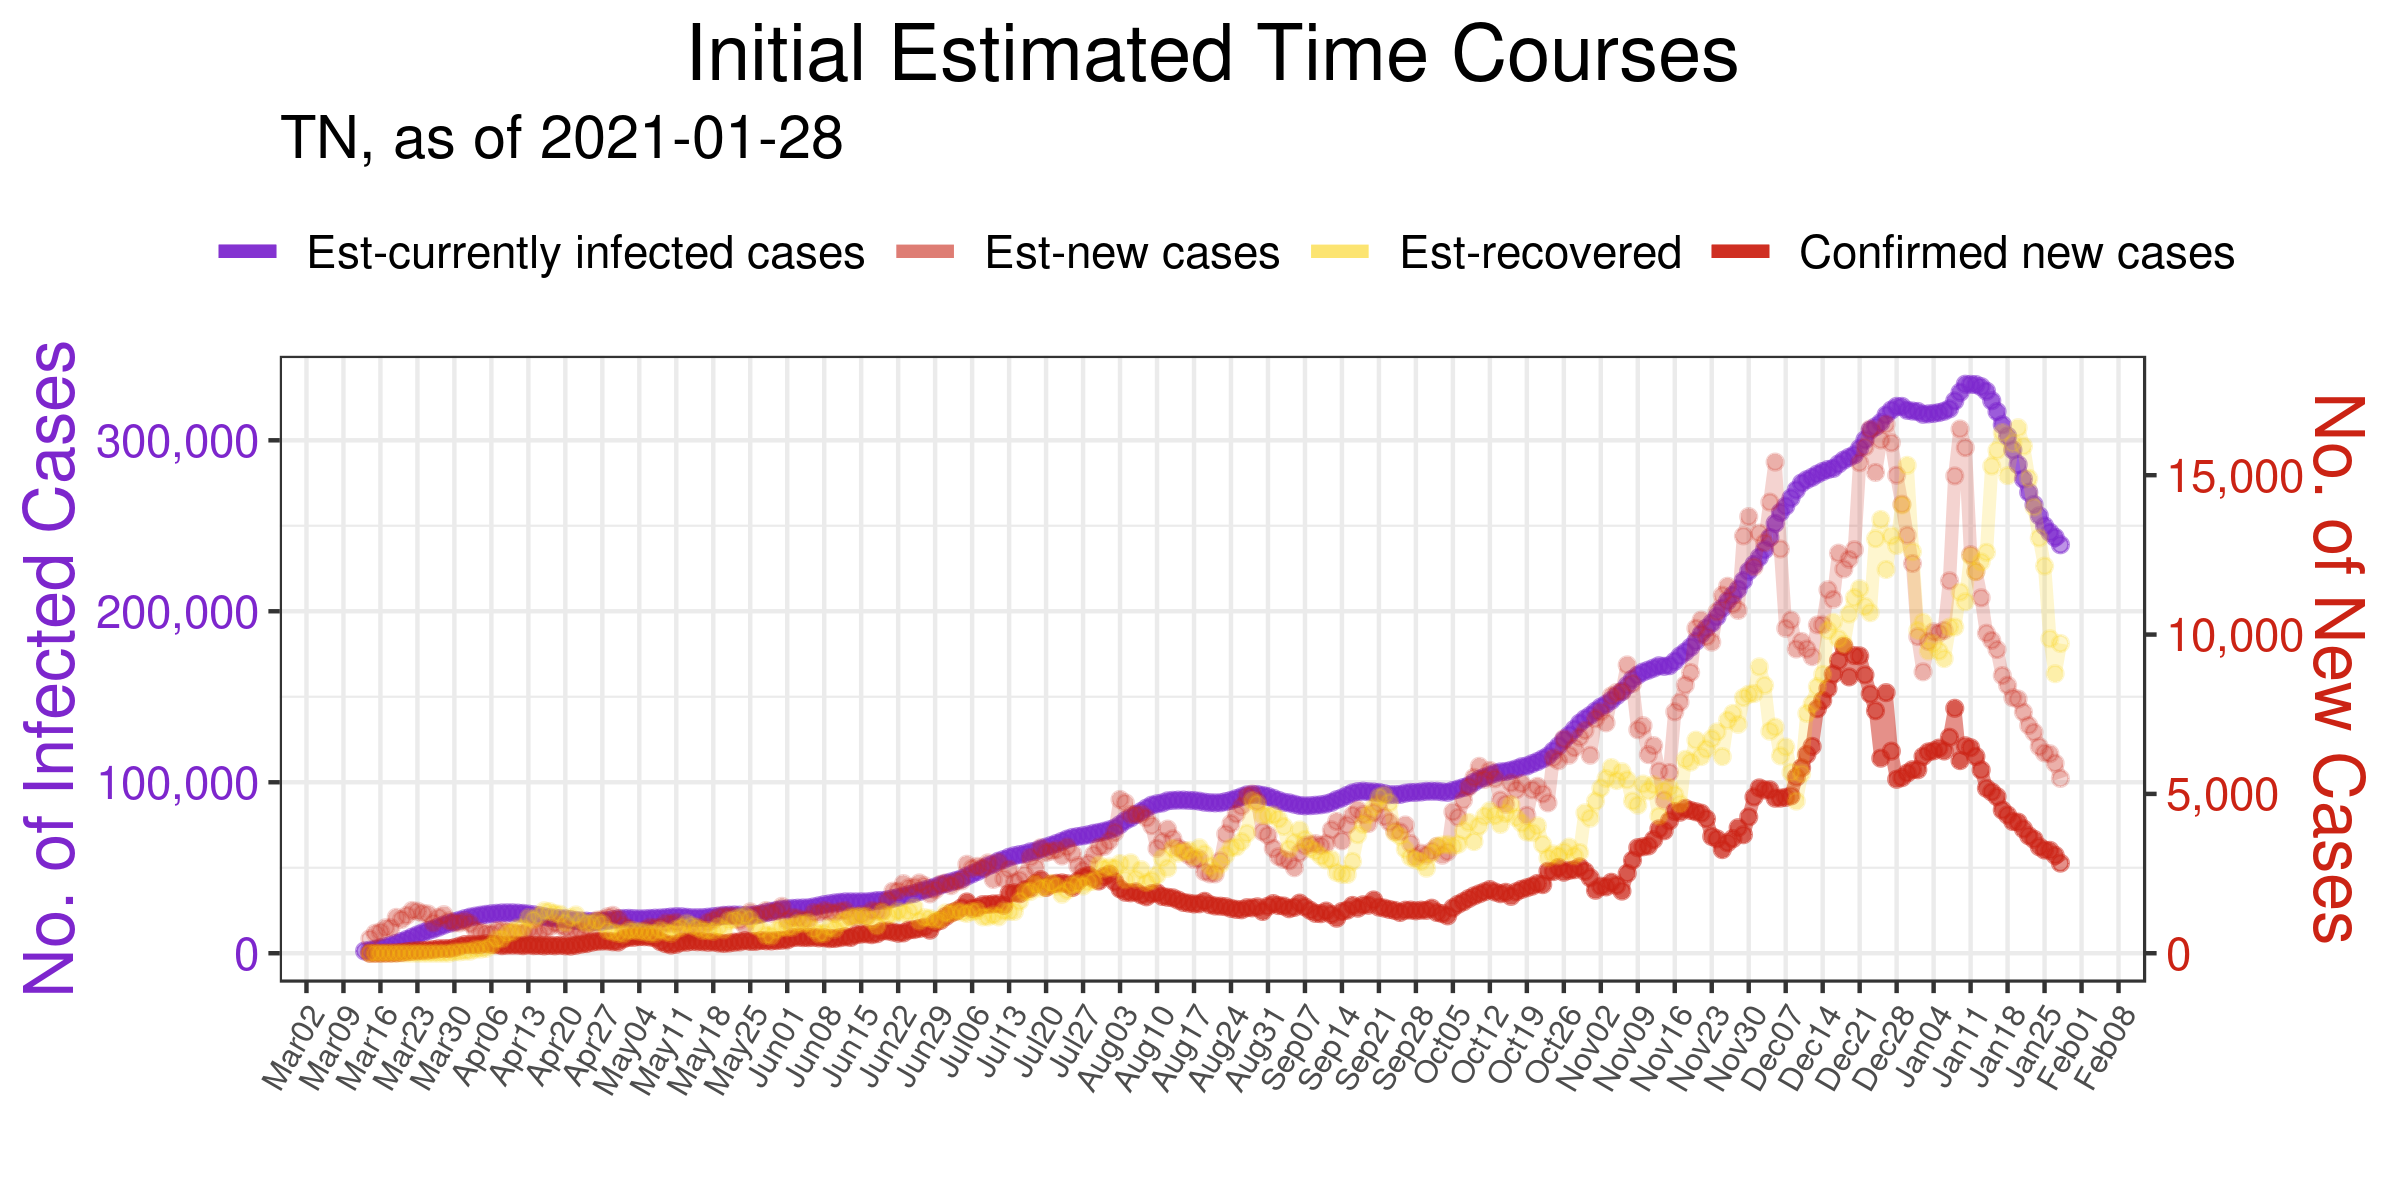 Initial Estimated Time Courses
TN, as of 2021-01-28
Est-currently infected cases Est-new cases Est-recovered Confirmed new cases
No. of Infected Cases
300,000
200,000
100,000
0
15,000
10,000
5,000
0
No. of New Cases
Mar02 Mar09 Mar16 Mar23 Mar30 Apr06 Apr13 Apr20 Apr27 May04 May11 May18 May25 Jun01 Jun08 Jun15 Jun22 Jun29 Jul06 Jul13 Jul20 Jul27 Aug03 Aug10 Aug17 Aug24 Aug31 Sep07 Sep14 Sep21 Sep28 Oct05 Oct12 Oct19 Oct26 Nov02 Nov09 Nov16 Nov23 Nov30 Dec07 Dec14 Dec21 Dec28 Jan04 Jan11 Jan18 Jan25 Feb01 Feb08